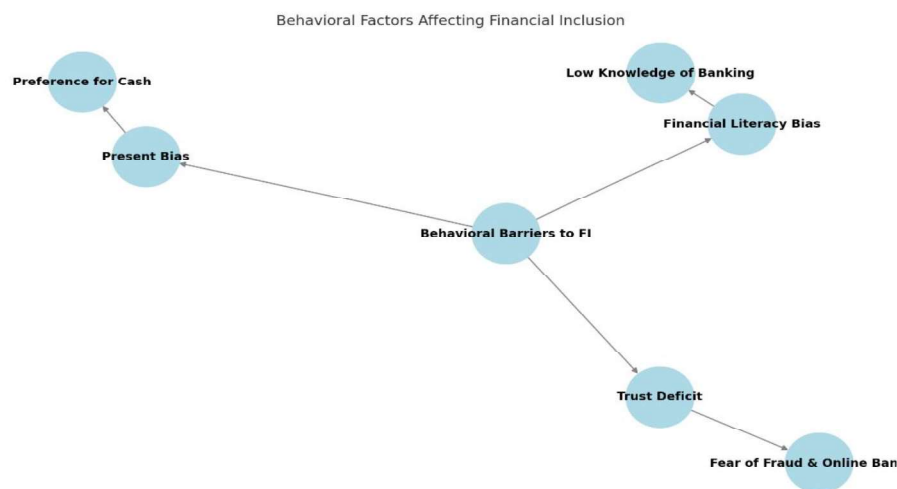 Behavioral Factors Affecting Financial Inclusion
Preference for Cash
Low Knowledge of Banking
Financial Literacy Bias
Present Bias
Behavioral Barriers to FI
Trust Deficit
Fear of Fraud & Online Ban